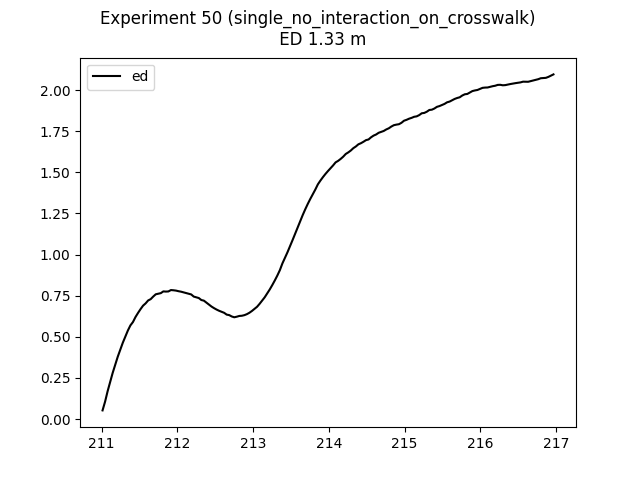 Experiment 50 (single_no_interaction_on_crosswalk)
ED 1.33 m
ed
2.00
1.75
1.50
1.25
1.00
0.75
0.50
0.25
0.00
211 212 213 214 215 216 217